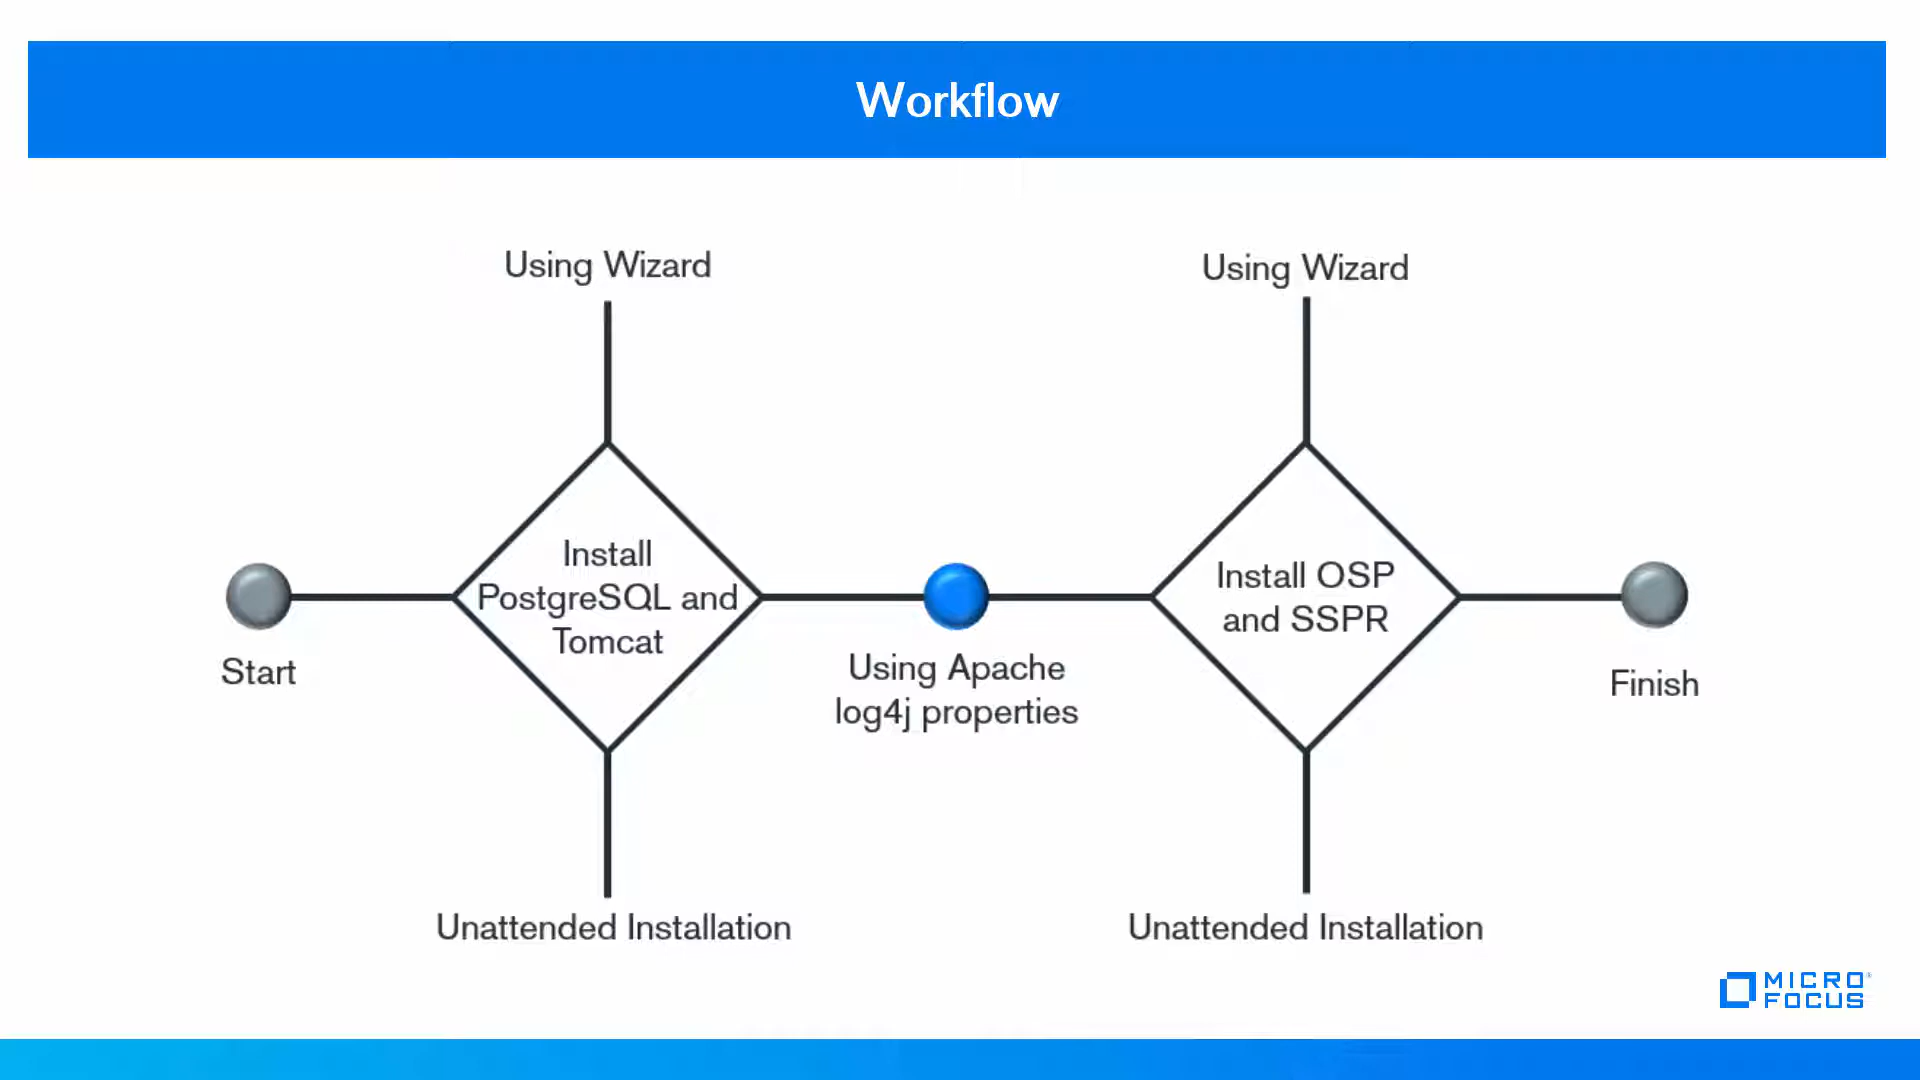 Workflow
Using Wizard
Using Wizard
Install
PostgreSQL and
Tomcat
Install OSP
and SSPR
Start
Using Apache
log4j properties
Finish
Unattended Installation
Unattended Installation
MICRO
FOCUS